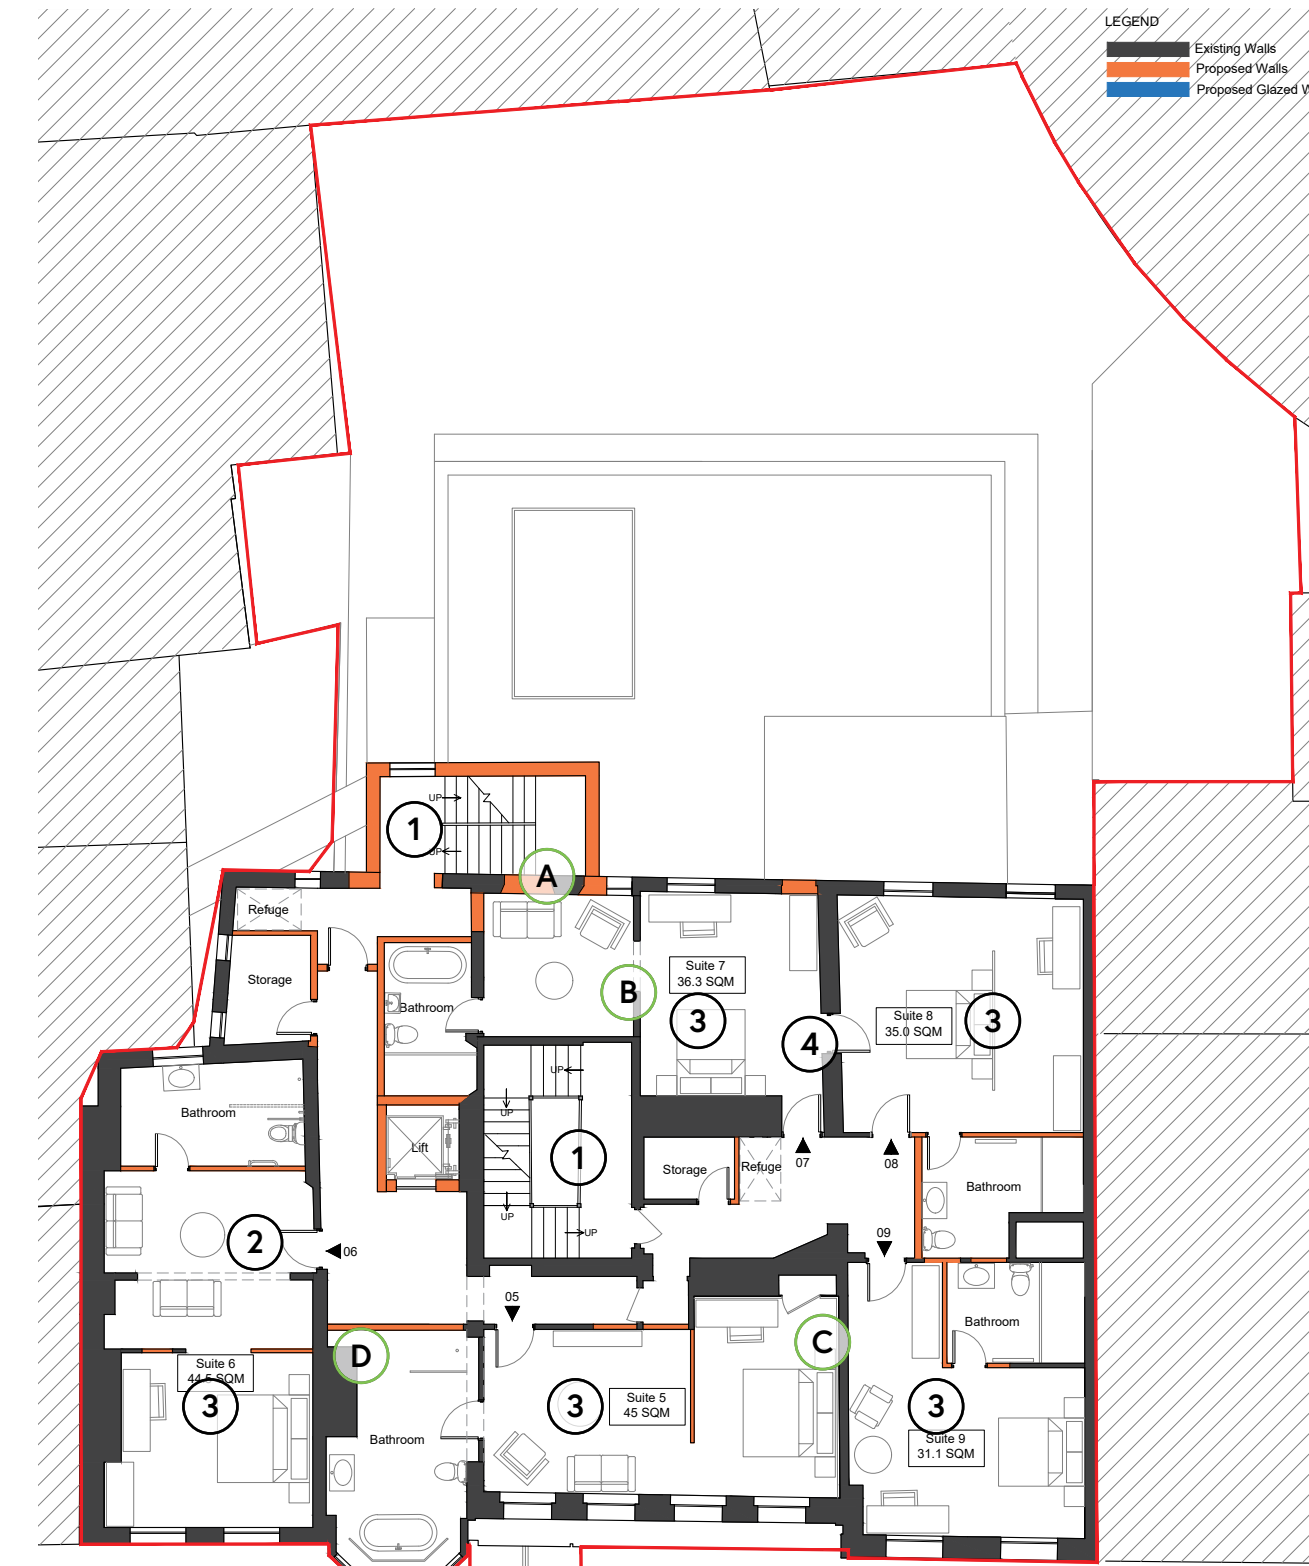 LEGEND
Existing Walls
Proposed Walls
Proposed Glazed W
UP
1
UP
A
Refuge
Storage
Bathroom
B
Suite 7
36.3 SQM
3
4
Suite 8
35.0 SQM
3
UP
UP
Bathroom
Lift
1
Storage
Refuge
07
08
Bathroom
UP
UP
2
06
09
05
D
C
Bathroom
Suite 6
44.5 SQM
3
3
Suite 5
45 SQM
3
Bathroom
Suite 9
31.1 SQM